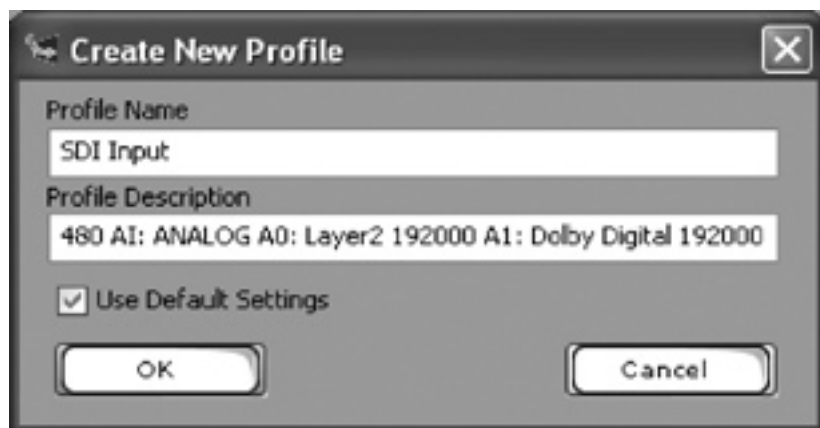 Create New Profile
Profile Name
SDI Input
Profile Description
480 AI: ANALOG A0: Layer2 192000 A1: Dolby Digital 192000
Use Default Settings
OK
Cancel